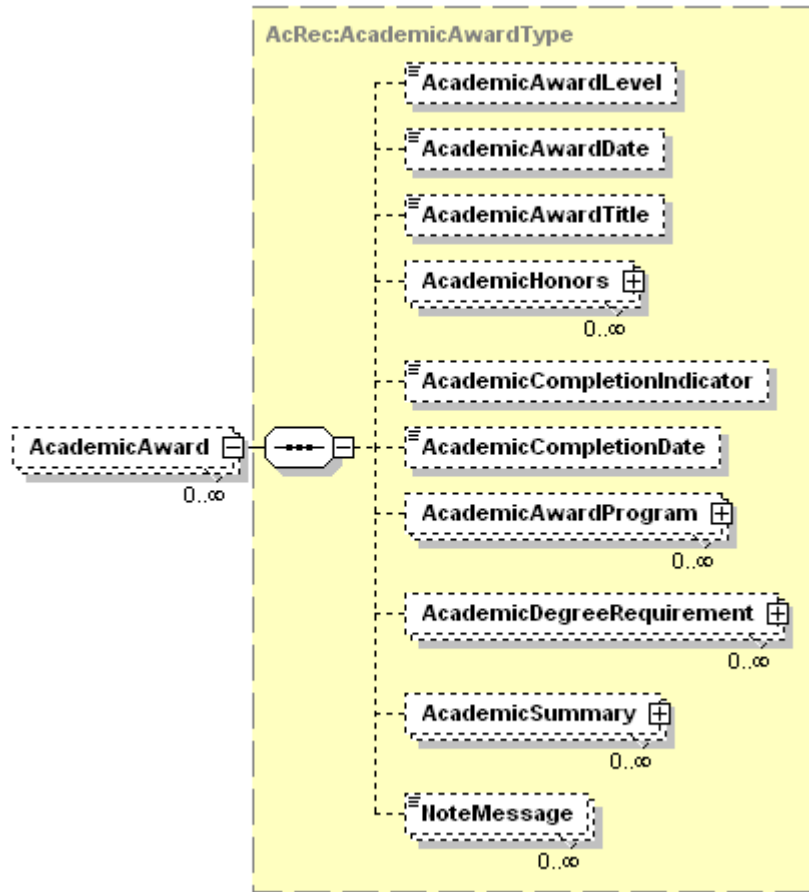 AcRec:AcademicAwardType
AcademicAwardLevel
AcademicAwardDate
AcademicAwardTitle
AcademicHonors
0..∞
AcademicCompletionIndicator
AcademicAward
0..∞
AcademicCompletionDate
AcademicAwardProgram
0..∞
AcademicDegreeRequirement
0..∞
AcademicSummary
0..∞
NoteMessage
0..∞